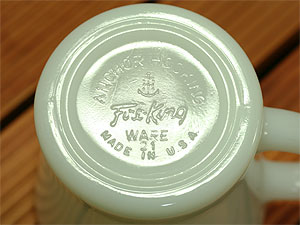 ANCHOR HOCKING
Fire-King
WARE
21
MADE IN U.S.A.